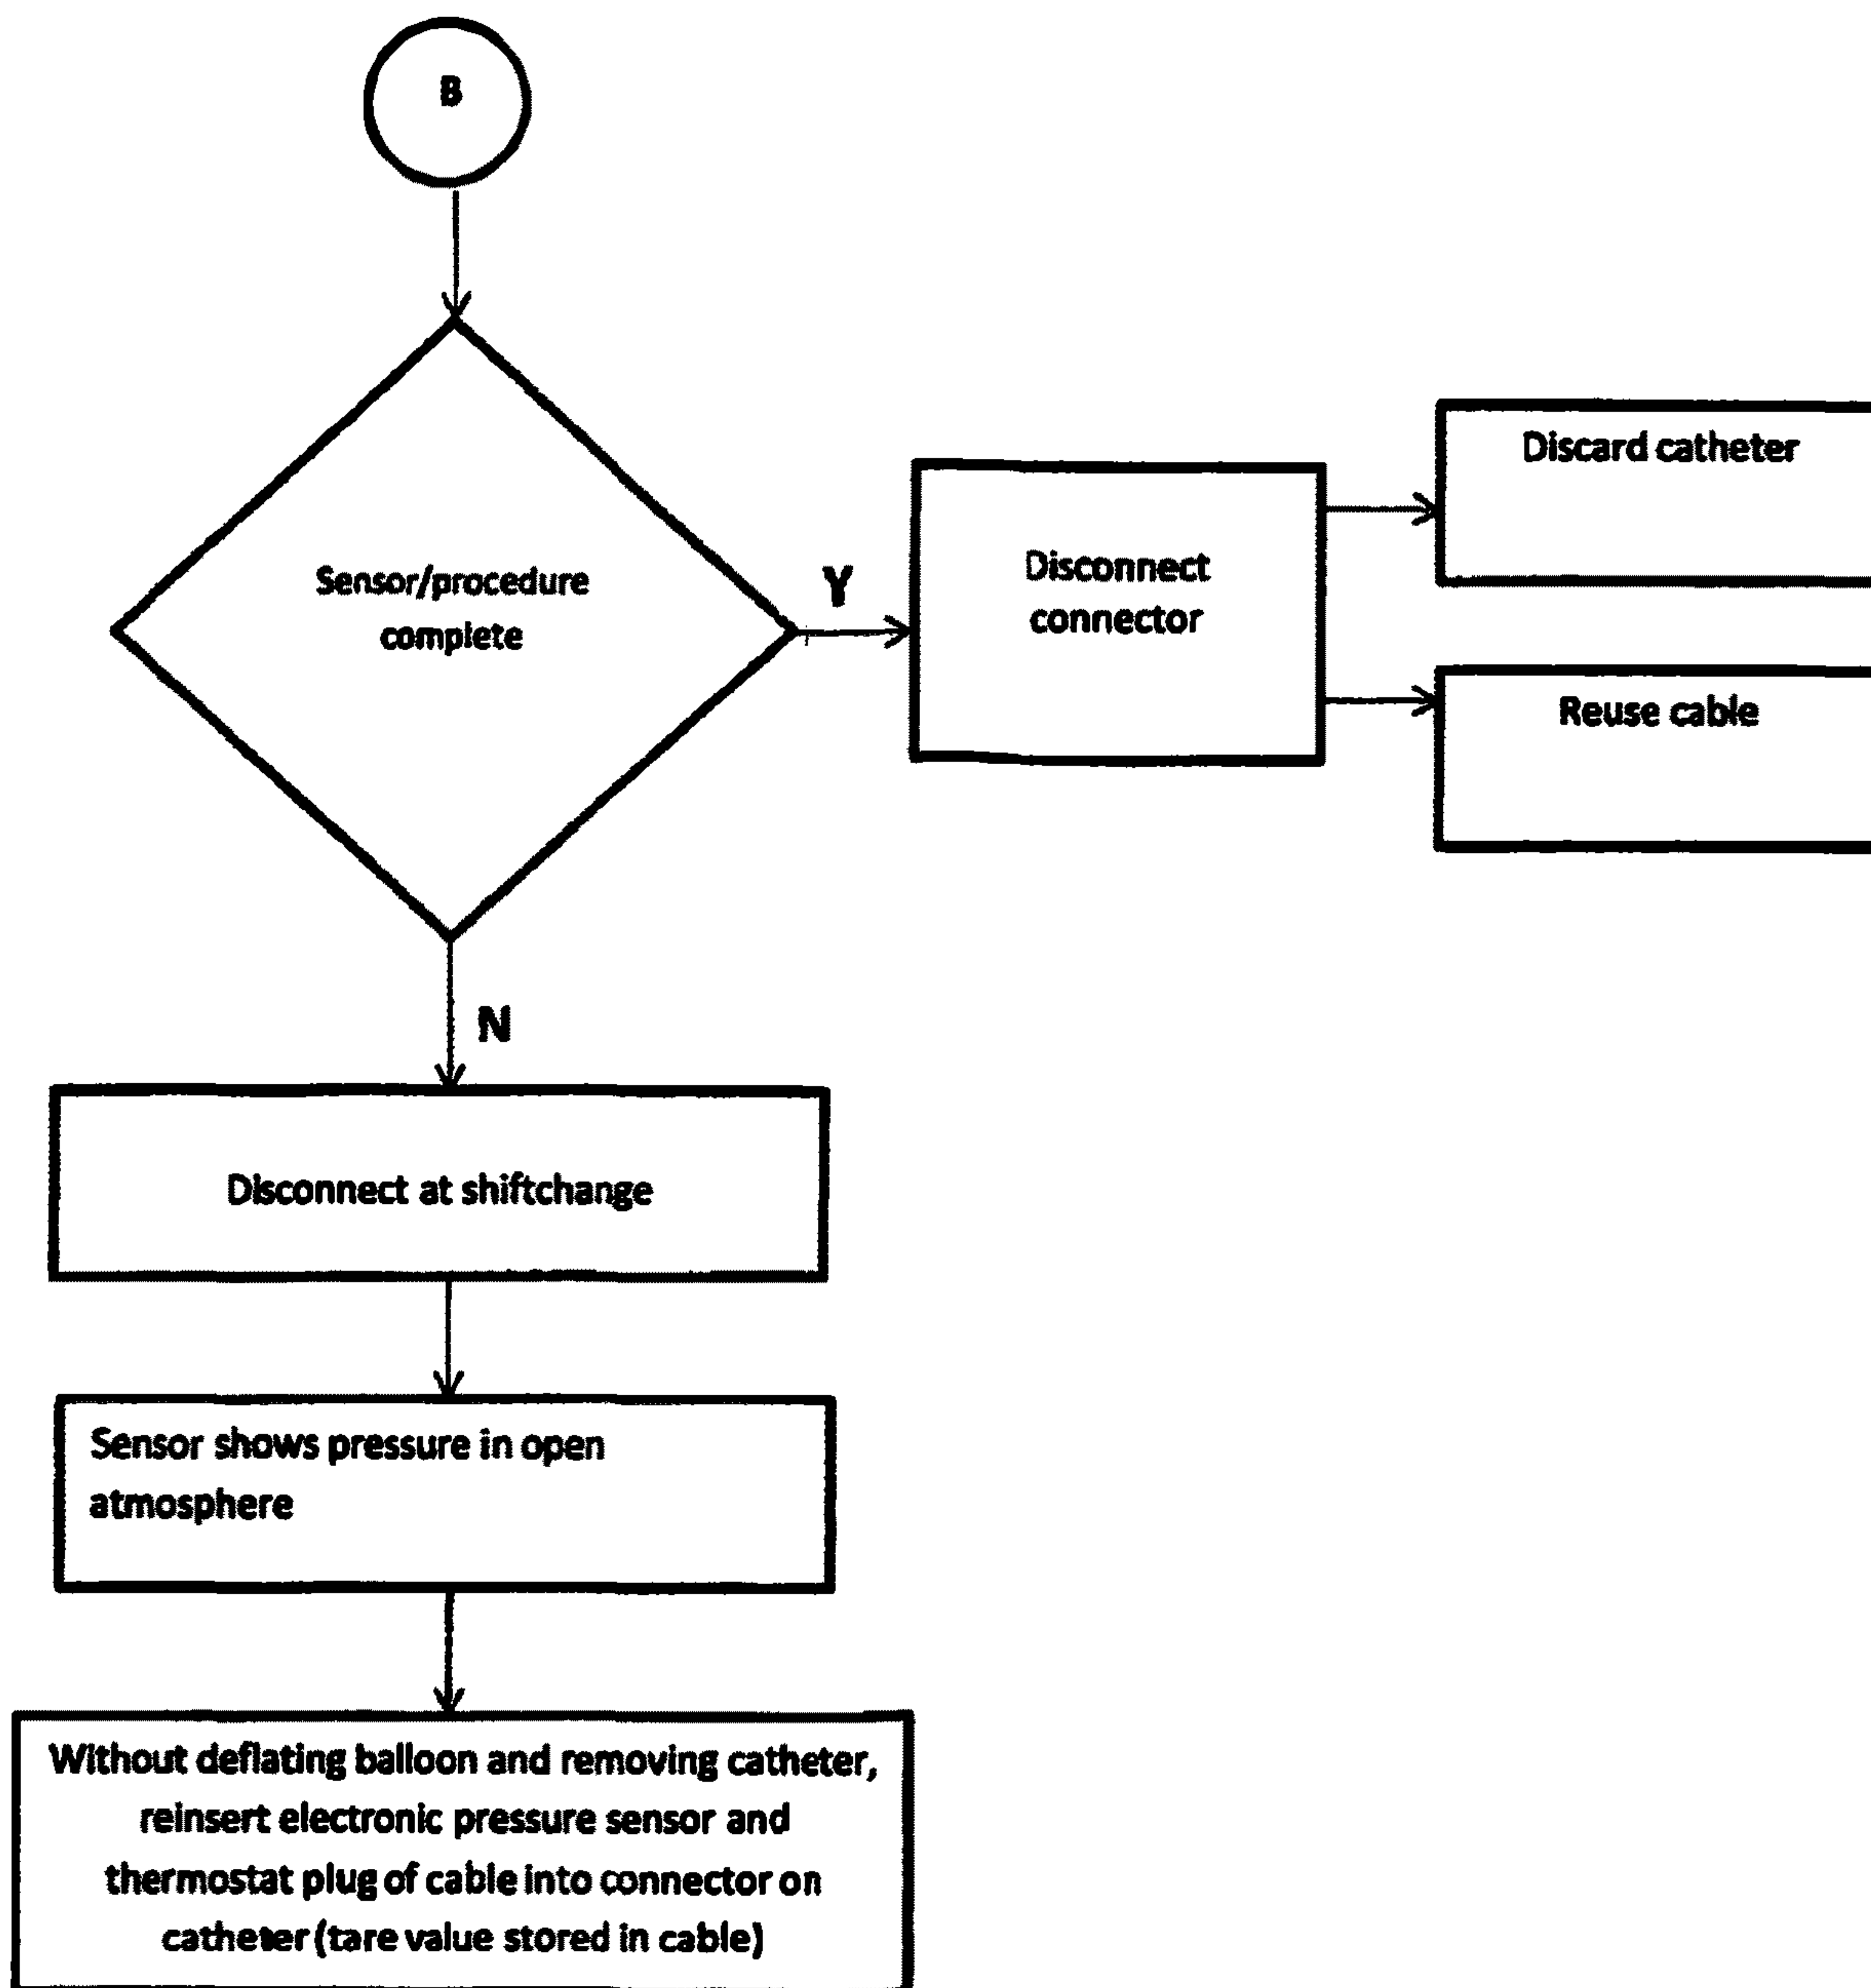 B
Sensor/procedure
complete
Y
Disconnect
connector
Discard catheter
Reuse cable
N
Disconnect at shiftchange
Sensor shows pressure in open
atmosphere
Without deflating balloon and removing catheter,
reinsert electronic pressure sensor and
thermostat plug of cable into connector on
catheter (tare value stored in cable)